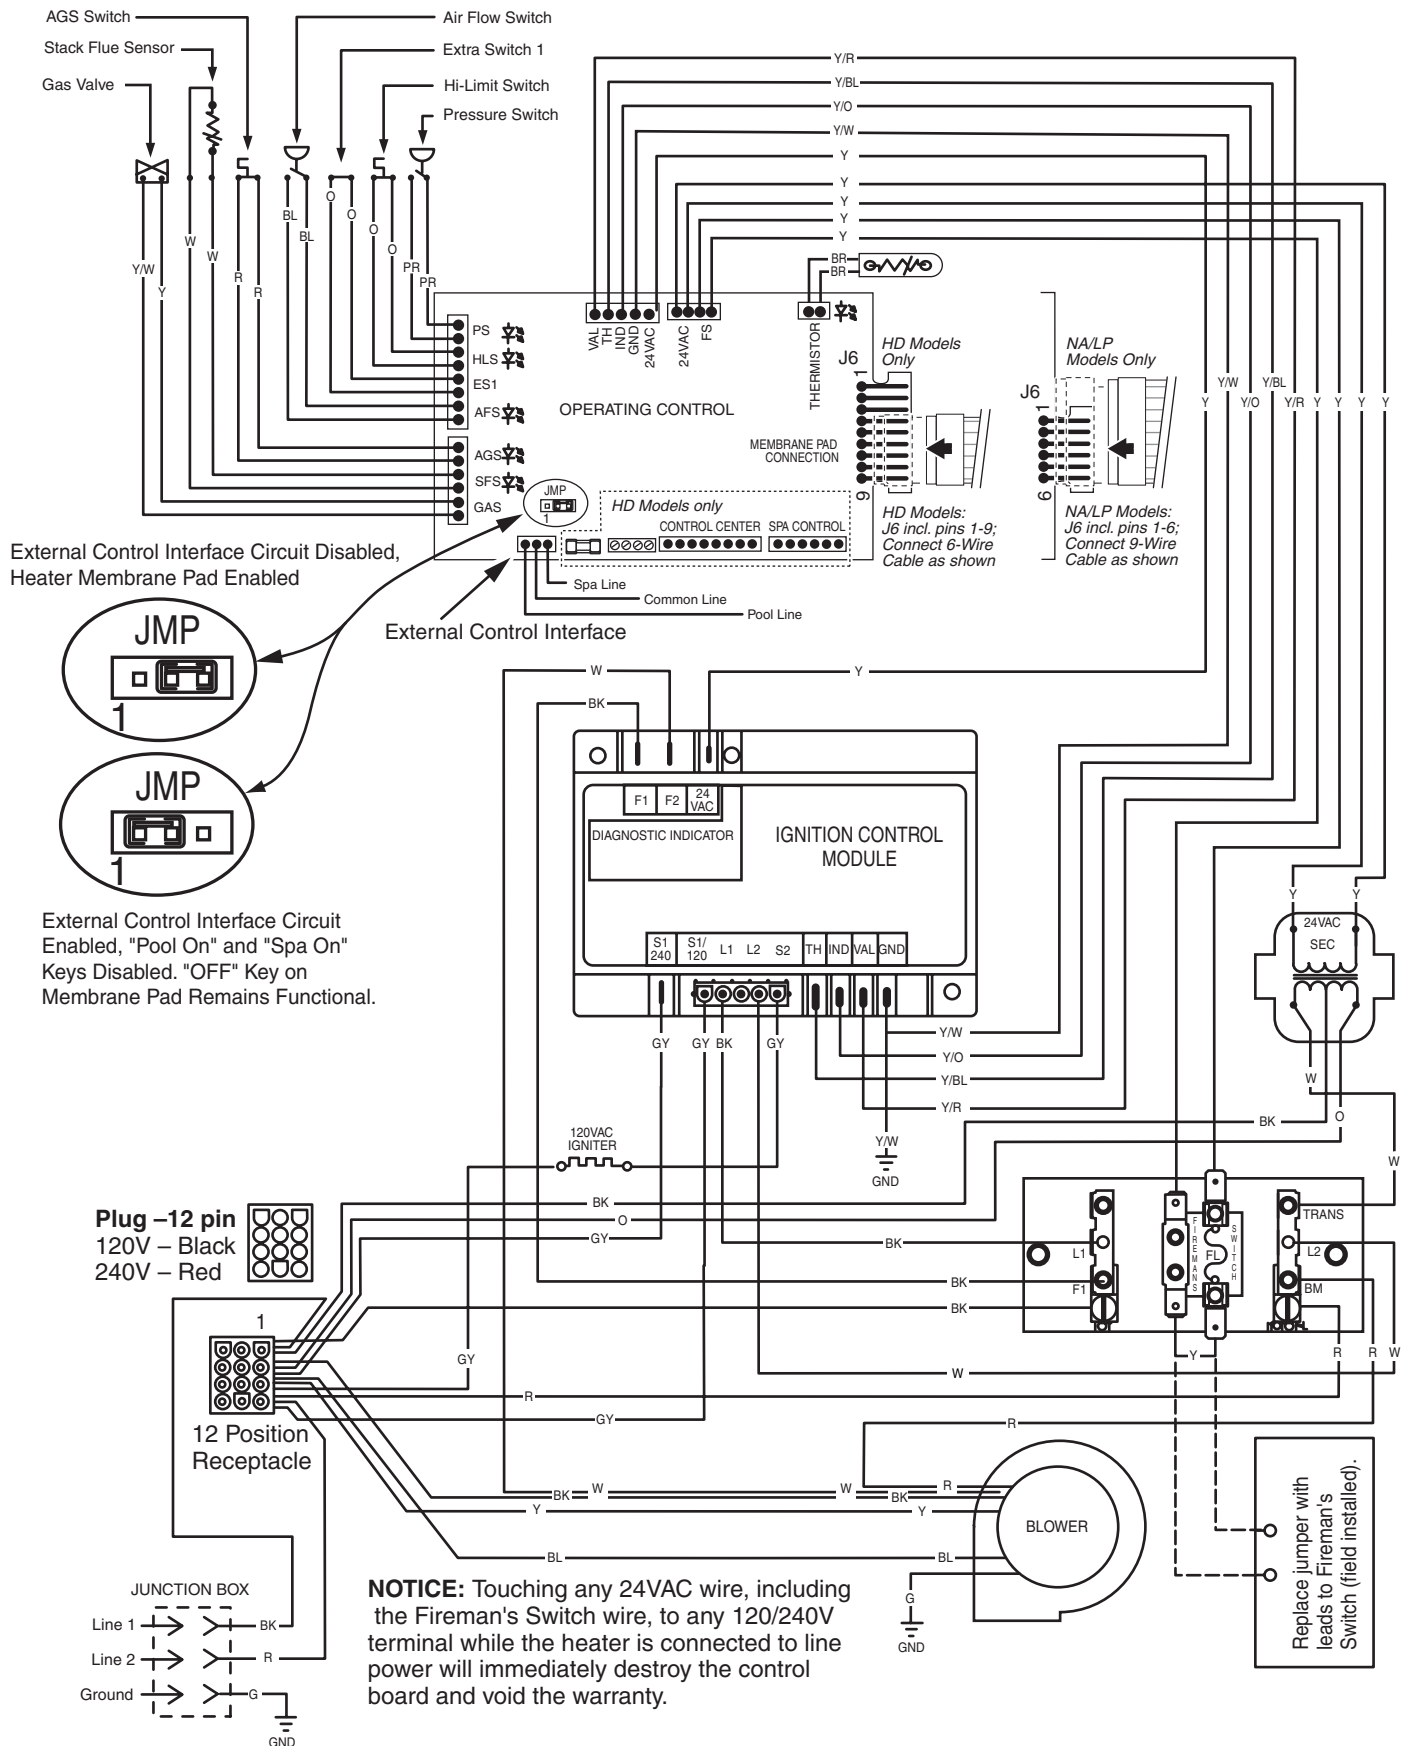 AGS Switch
Air Flow Switch
Stack Flue Sensor
Extra Switch 1
Gas Valve
Hi-Limit Switch
Pressure Switch
Y/R
Y/BL
Y/O
Y/W
Y
Y
Y
Y
Y
O
O
BL
BL
O
O
W
W
Y/W
Y
R
R
PR
PR
BR
BR
PS
HLS
ES1
AFS
AGS
SFS
GAS
VAL
TH
IND
GND
24VAC
24VAC
FS
THERMISTOR
OPERATING CONTROL
MEMBRANE PAD
CONNECTION
J6
1
9
HD Models
Only
J6
1
6
NA/LP
Models Only
Y
Y/W
Y/O
Y/BL
Y/R
Y
Y
Y
Y
HD Models:
J6 incl. pins 1-9;
Connect 6-Wire
Cable as shown
NA/LP Models:
J6 incl. pins 1-6;
Connect 9-Wire
Cable as shown
JMP
1
HD Models only
CONTROL CENTER
SPA CONTROL
Spa Line
Common Line
Pool Line
External Control Interface
External Control Interface Circuit Disabled,
Heater Membrane Pad Enabled
JMP
1
JMP
1
External Control Interface Circuit
Enabled, "Pool On" and "Spa On"
Keys Disabled. "OFF" Key on
Membrane Pad Remains Functional.
W
Y
BK
F1
F2
24
VAC
DIAGNOSTIC INDICATOR
IGNITION CONTROL
MODULE
S1
240
S1/
120
L1
L2
S2
TH
IND
VAL
GND
GY
GY
BK
GY
Y/W
Y/O
Y/BL
Y/R
Y/W
GND
Y
Y
24VAC
SEC
W
O
BK
W
120VAC
IGNITER
BK
O
GY
Plug –12 pin
120V – Black
240V – Red
BK
BK
BK
L1
F1
FIREMANS
FL
SWITCH
TRANS
L2
BM
Y
R
R
W
1
12 Position
Receptacle
GY
R
GY
W
R
W
BK
Y
BL
W
BK
R
Y
BL
BLOWER
G
GND
Replace jumper with
leads to Fireman's
Switch (field installed).
JUNCTION BOX
Line 1
BK
Line 2
R
Ground
G
GND
NOTICE: Touching any 24VAC wire, including
the Fireman's Switch wire, to any 120/240V
terminal while the heater is connected to line
power will immediately destroy the control
board and void the warranty.